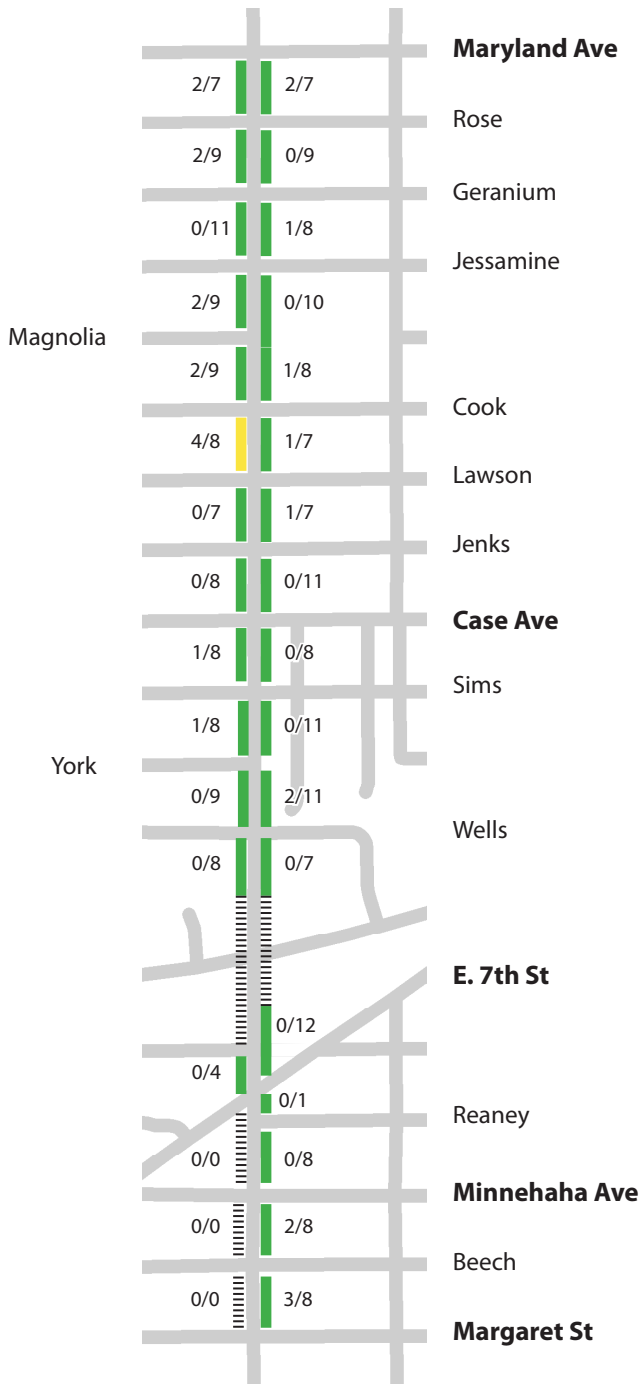 Maryland Ave
2/7 2/7
Rose
2/9 0/9
Geranium
0/11 1/8
Jessamine
2/9 0/10
Magnolia
2/9 1/8
Cook
4/8 1/7
Lawson
0/7 1/7
Jenks
0/8 0/11
Case Ave
1/8 0/8
Sims
1/8 0/11
York
0/9 2/11
Wells
0/8 0/7
E. 7th St
0/12
0/4
0/1
Reaney
0/0 0/8
Minnehaha Ave
0/0 2/8
Beech
0/0 3/8
Margaret St